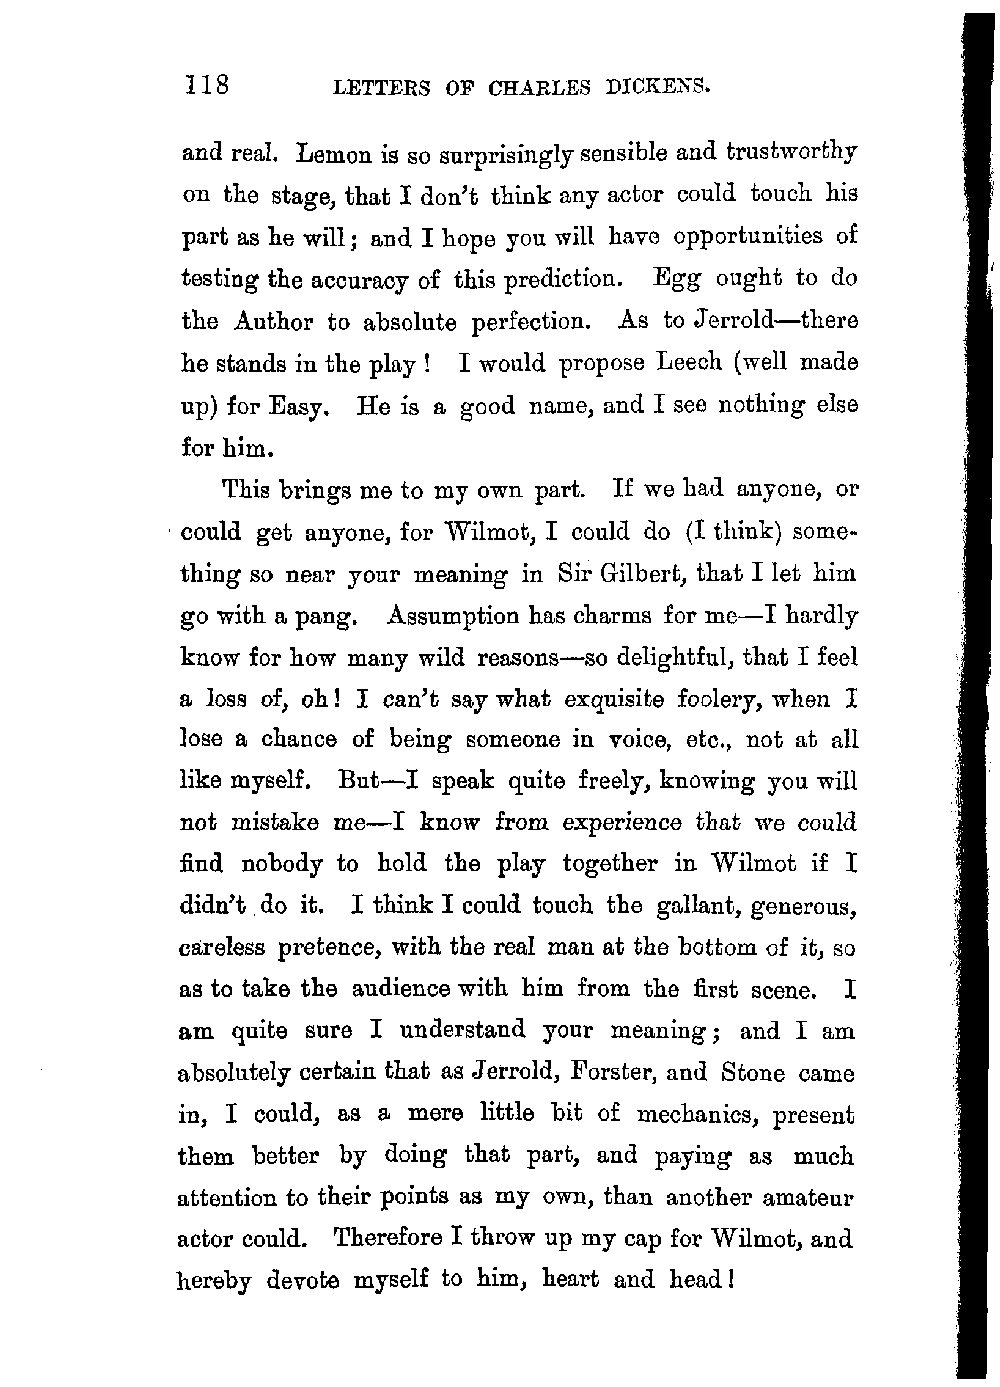 118 LETTERS OF CHARLES DICKENS.
and real. Lemon is so surprisingly sensible and trustworthy
on the stage, that I don't think any actor could touch his
part as he will; and I hope you will have opportunities of
testing the accuracy of this prediction. Egg ought to do
the Author to absolute perfection. As to Jerrold—there
he stands in the play! I would propose Leech (well made
up) for Easy. He is a good name, and I see nothing else
for him.
This brings me to my own part. If we had anyone, or
could get anyone, for Wilmot, I could do (I think) some-
thing so near your meaning in Sir Gilbert, that I let him
go with a pang. Assumption has charms for me—I hardly
know for how many wild reasons—so delightful, that I feel
a loss of, oh! I can't say what exquisite foolery, when I
lose a chance of being someone in voice, etc., not at all
like myself. But—I speak quite freely, knowing you will
not mistake me—I know from experience that we could
find nobody to hold the play together in Wilmot if I
didn't do it. I think I could touch the gallant, generous,
careless pretence, with the real man at the bottom of it, so
as to take the audience with him from the first scene. I
am quite sure I understand your meaning; and I am
absolutely certain that as Jerrold, Forster, and Stone came
in, I could, as a mere little bit of mechanics, present
them better by doing that part, and paying as much
attention to their points as my own, than another amateur
actor could. Therefore I throw up my cap for Wilmot, and
hereby devote myself to him, heart and head!